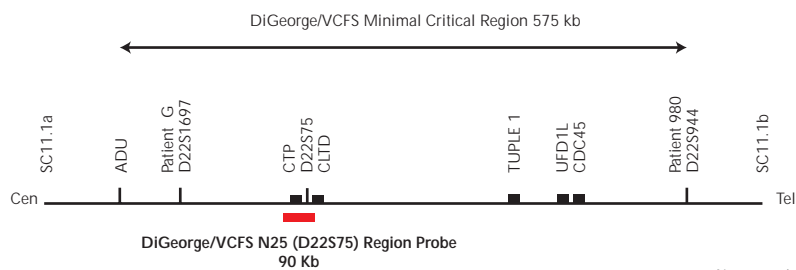 DiGeorge/VCFS Minimal Critical Region 575 kb
SC11.1a
ADU
Patient G
D22S1697
CTP
D22S75
CLTD
TUPLE 1
UFD1L
CDC45
Patient 980
D22S944
SC11.1b
Cen
Tel
DiGeorge/VCFS N25 (D22S75) Region Probe
90 Kb